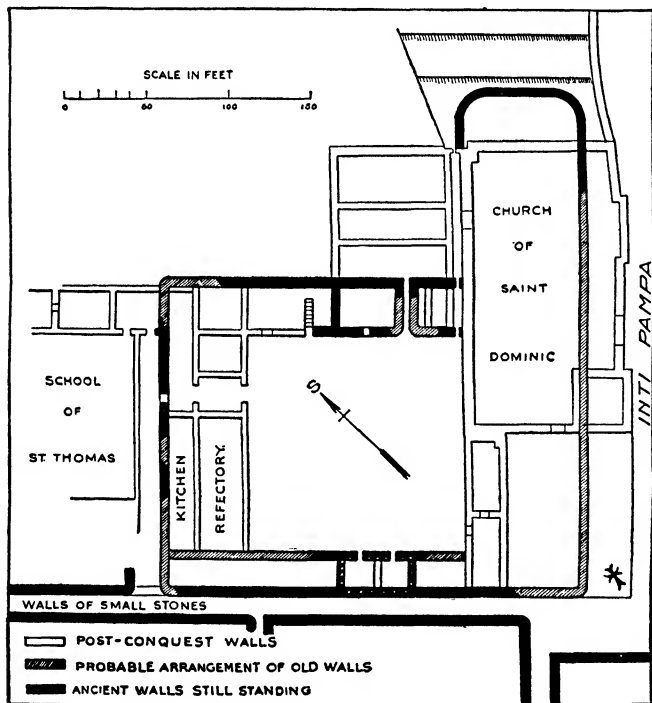 SCALE IN FEET
0 50 100 150
CHURCH
OF
SAINT
DOMINIC
INTI PAMPA
S
SCHOOL
OF
ST. THOMAS
KITCHEN
REFECTORY.
WALLS OF SMALL STONES
POST-CONQUEST WALLS
PROBABLE ARRANGEMENT OF OLD WALLS
ANCIENT WALLS STILL STANDING